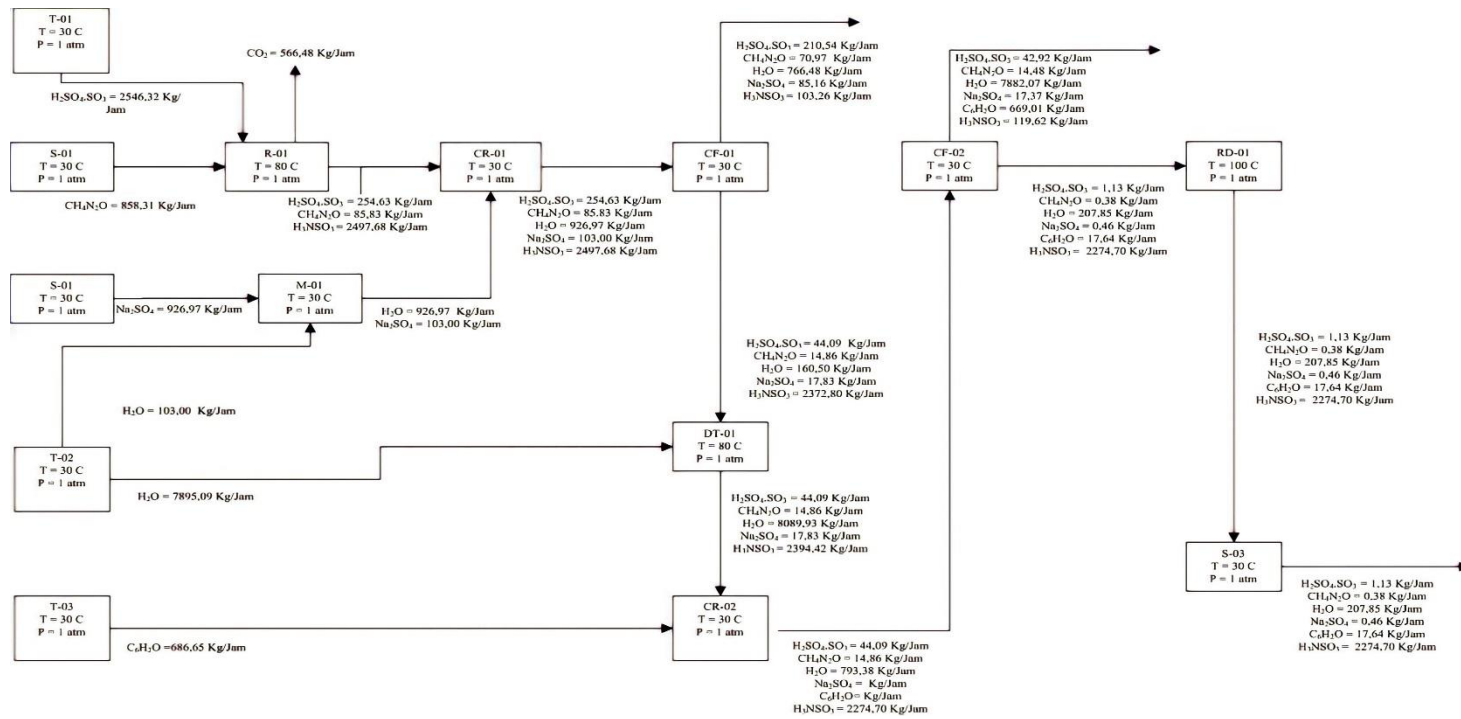 T-01
T = 30 C
P = 1 atm
H₂SO₄.SO₃ = 2546,32 Kg/
Jam
CO₂ = 566,48 Kg/Jam
S-01
T = 30 C
P = 1 atm
CH₄N₂O = 858,31 Kg/Jam
R-01
T = 80 C
P = 1 atm
H₂SO₄.SO₃ = 254,63 Kg/Jam
CH₄N₂O = 85,83 Kg/Jam
H₃NSO₃ = 2497,68 Kg/Jam
CR-01
T = 30 C
P = 1 atm
H₂SO₄.SO₃ = 254,63 Kg/Jam
CH₄N₂O = 85,83 Kg/Jam
H₂O = 926,97 Kg/Jam
Na₂SO₄ = 103,00 Kg/Jam
H₃NSO₃ = 2497,68 Kg/Jam
CF-01
T = 30 C
P = 1 atm
H₂SO₄.SO₃ = 210,54 Kg/Jam
CH₄N₂O = 70,97 Kg/Jam
H₂O = 766,48 Kg/Jam
Na₂SO₄ = 85,16 Kg/Jam
H₃NSO₃ = 103,26 Kg/Jam
S-01
T = 30 C
P = 1 atm
Na₂SO₄ = 926,97 Kg/Jam
M-01
T = 30 C
P = 1 atm
H₂O = 926,97 Kg/Jam
Na₂SO₄ = 103,00 Kg/Jam
H₂O = 103,00 Kg/Jam
T-02
T = 30 C
P = 1 atm
H₂O = 7895,09 Kg/Jam
H₂SO₄.SO₃ = 44,09 Kg/Jam
CH₄N₂O = 14,86 Kg/Jam
H₂O = 160,50 Kg/Jam
Na₂SO₄ = 17,83 Kg/Jam
H₃NSO₃ = 2372,80 Kg/Jam
DT-01
T = 80 C
P = 1 atm
H₂SO₄.SO₃ = 44,09 Kg/Jam
CH₄N₂O = 14,86 Kg/Jam
H₂O = 8089,93 Kg/Jam
Na₂SO₄ = 17,83 Kg/Jam
H₃NSO₃ = 2394,42 Kg/Jam
T-03
T = 30 C
P = 1 atm
C₆H₂O =686,65 Kg/Jam
CR-02
T = 30 C
P = 1 atm
H₂SO₄.SO₃ = 44,09 Kg/Jam
CH₄N₂O = 14,86 Kg/Jam
H₂O = 793,38 Kg/Jam
Na₂SO₄ = Kg/Jam
C₆H₂O = Kg/Jam
H₃NSO₃ = 2274,70 Kg/Jam
H₂SO₄.SO₃ = 42,92 Kg/Jam
CH₄N₂O = 14,48 Kg/Jam
H₂O = 7882,07 Kg/Jam
Na₂SO₄ = 17,37 Kg/Jam
C₆H₂O = 669,01 Kg/Jam
H₃NSO₃ = 119,62 Kg/Jam
CF-02
T = 30 C
P = 1 atm
H₂SO₄.SO₃ = 1,13 Kg/Jam
CH₄N₂O = 0,38 Kg/Jam
H₂O = 207,85 Kg/Jam
Na₂SO₄ = 0,46 Kg/Jam
C₆H₂O = 17,64 Kg/Jam
H₃NSO₃ = 2274,70 Kg/Jam
RD-01
T = 100 C
P = 1 atm
H₂SO₄.SO₃ = 1,13 Kg/Jam
CH₄N₂O = 0,38 Kg/Jam
H₂O = 207,85 Kg/Jam
Na₂SO₄ = 0,46 Kg/Jam
C₆H₂O = 17,64 Kg/Jam
H₃NSO₃ = 2274,70 Kg/Jam
S-03
T = 30 C
P = 1 atm
H₂SO₄.SO₃ = 1,13 Kg/Jam
CH₄N₂O = 0,38 Kg/Jam
H₂O = 207,85 Kg/Jam
Na₂SO₄ = 0,46 Kg/Jam
C₆H₂O = 17,64 Kg/Jam
H₃NSO₃ = 2274,70 Kg/Jam